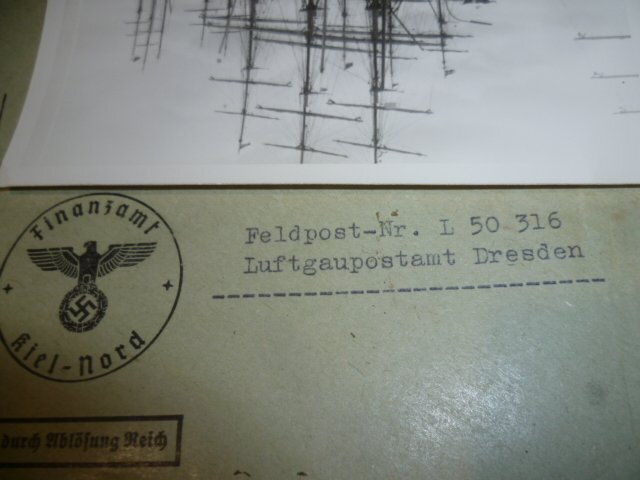 Finanzamt
Kiel-Nord
Feldpost-Nr. L 50 316
Luftgaupostamt Dresden
durch Ablösung Reich